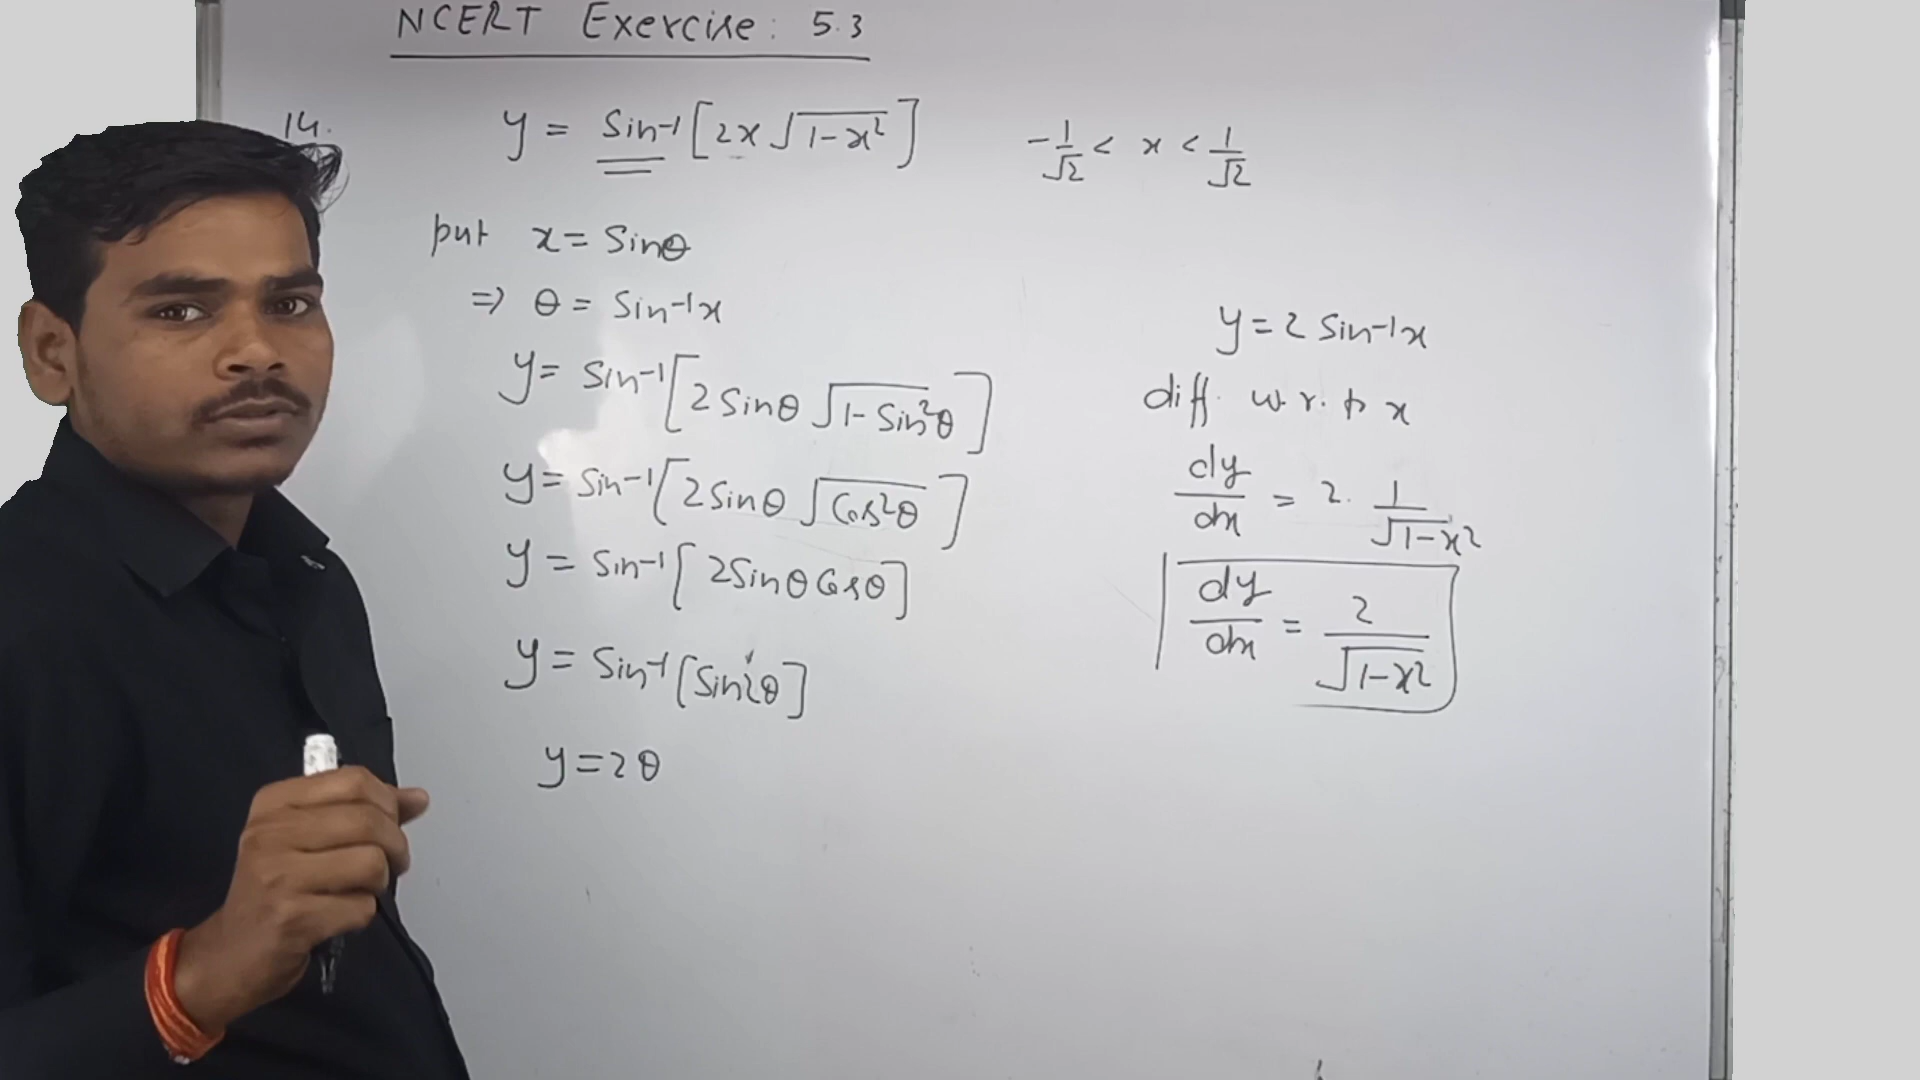 NCERT Exercise: 5.3
14.
y = Sin⁻¹[2x√(1-x²)]    -1/√2 < x < 1/√2
put x = Sinθ
⇒ θ = Sin⁻¹x
y = Sin⁻¹[2Sinθ √(1-Sin²θ)]
y = Sin⁻¹[2Sinθ √(Cos²θ)]
y = Sin⁻¹[2SinθCosθ]
y = Sin⁻¹[Sin2θ]
y = 2θ
y = 2 Sin⁻¹x
diff. w.r. to x
dy/dx = 2. 1/√(1-x²)
dy/dx = 2/√(1-x²)